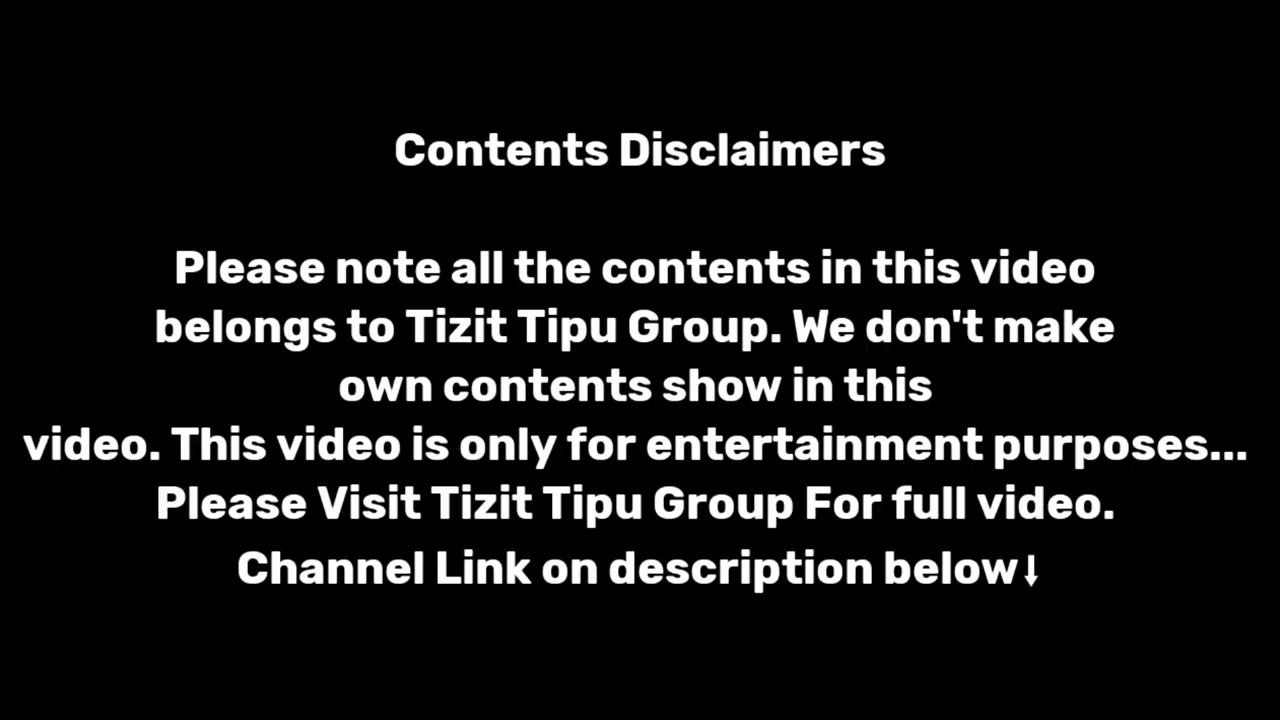 Contents Disclaimers
Please note all the contents in this video
belongs to Tizit Tipu Group. We don't make
own contents show in this
video. This video is only for entertainment purposes...
Please Visit Tizit Tipu Group For full video.
Channel Link on description below↓